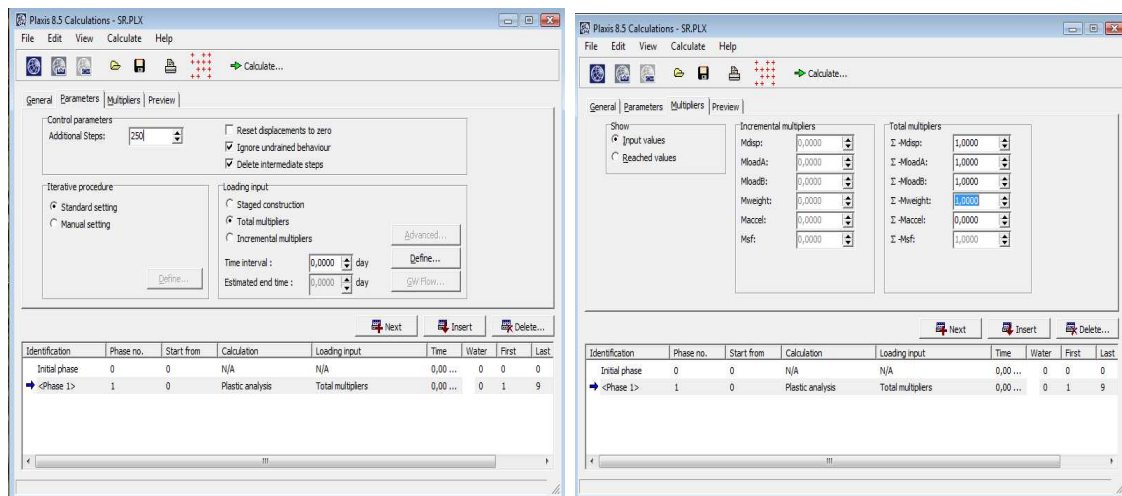 Plaxis 8.5 Calculations - SR.PLX
File Edit View Calculate Help
Calculate...
General Parameters Multipliers Preview
Control parameters
Additional Steps: 250
Reset displacements to zero
Ignore undrained behaviour
Delete intermediate steps
Iterative procedure
Standard setting
Manual setting
Define...
Loading input
Staged construction
Total multipliers
Incremental multipliers
Advanced...
Time interval : 0,0000 day
Define...
Estimated end time : 0,0000 day
GW Flow...
Next Insert Delete...
Identification Phase no. Start from Calculation Loading input Time Water First Last
Initial phase 0 0 N/A N/A 0,00 ... 0 0 0
<Phase 1> 1 0 Plastic analysis Total multipliers 0,00 ... 0 1 9
Plaxis 8.5 Calculations - SR.PLX
File Edit View Calculate Help
Calculate...
General Parameters Multipliers Preview
Show
Input values
Reached values
Incremental multipliers
Mdisp: 0,0000
MloadA: 0,0000
MloadB: 0,0000
Mweight: 0,0000
Maccel: 0,0000
Msf: 0,0000
Total multipliers
Σ -Mdisp: 1,0000
Σ -MloadA: 1,0000
Σ -MloadB: 1,0000
Σ -Mweight: 1,0000
Σ -Maccel: 0,0000
Σ -Msf: 1,0000
Next Insert Delete...
Identification Phase no. Start from Calculation Loading input Time Water First Last
Initial phase 0 0 N/A N/A 0,00 ... 0 0 0
<Phase 1> 1 0 Plastic analysis Total multipliers 0,00 ... 0 1 9